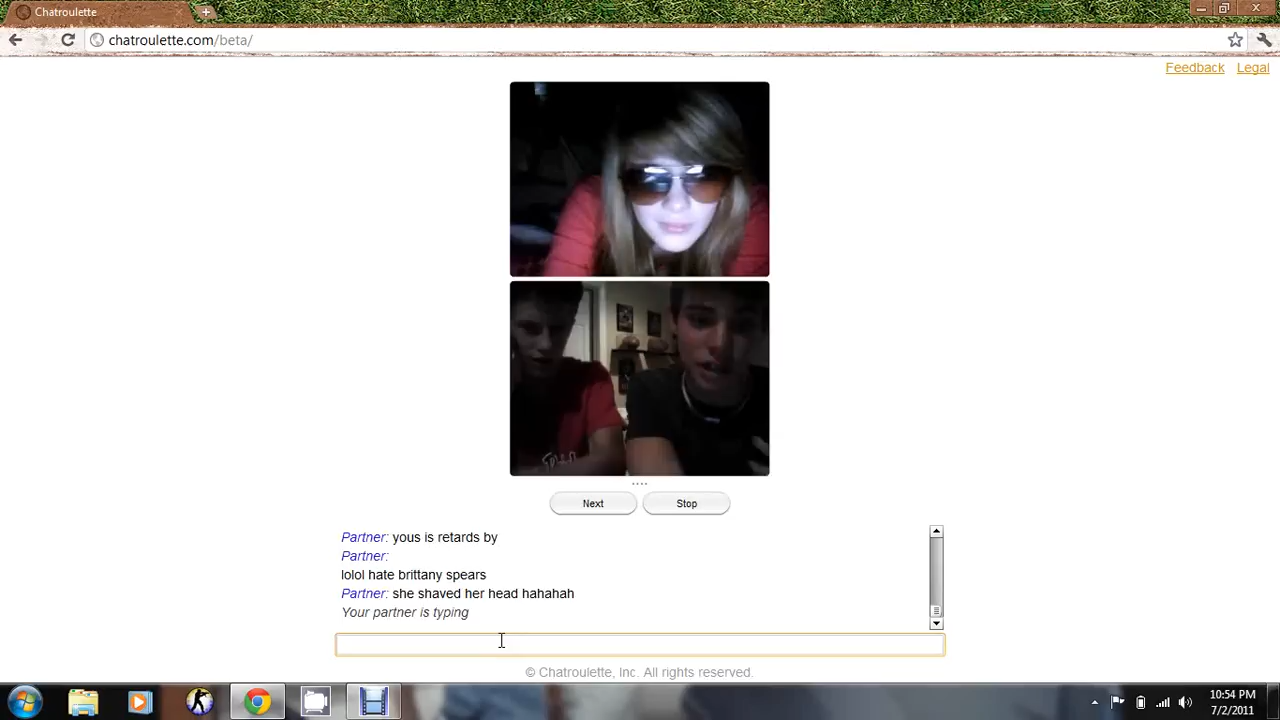 Chatroulette
chatroulette.com/beta/
Feedback Legal
Next Stop
Partner: yous is retards by
Partner:
lolol hate brittany spears
Partner: she shaved her head hahahah
Your partner is typing
© Chatroulette, Inc. All rights reserved.
10:54 PM
7/2/2011